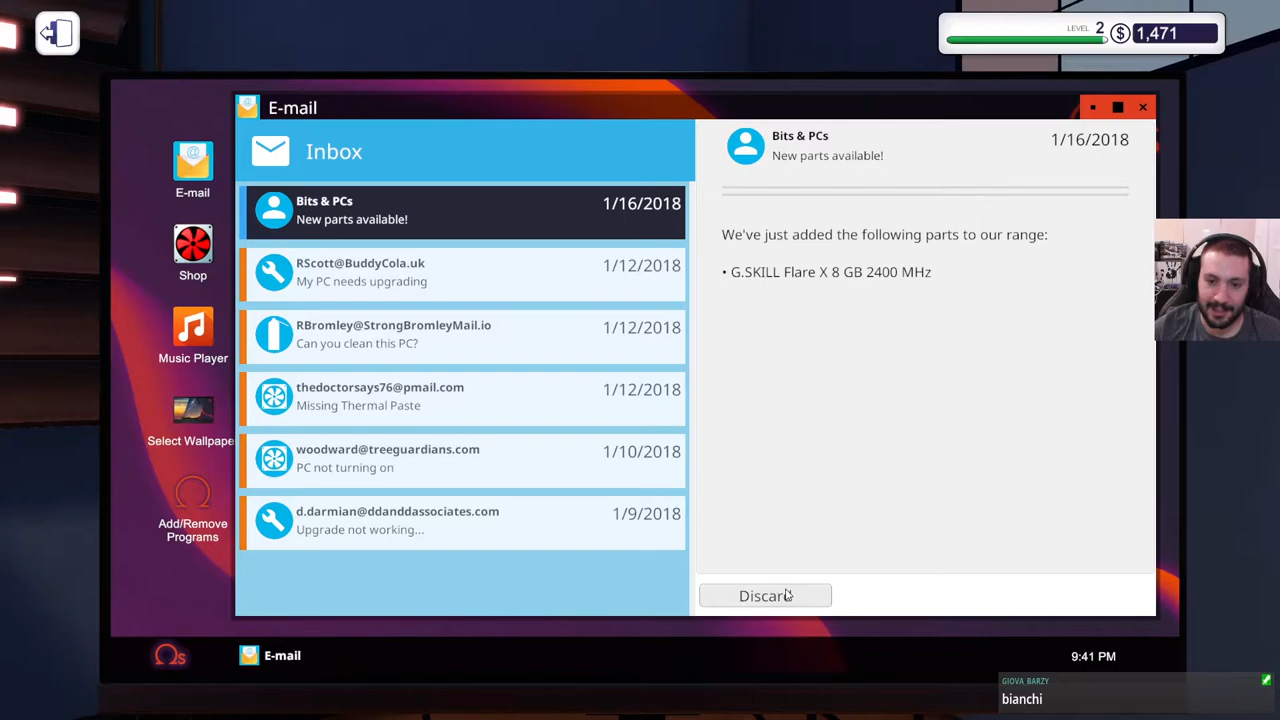 LEVEL 2
$ 1,471
E-mail
Inbox
Bits & PCs
New parts available!
1/16/2018
RScott@BuddyCola.uk
My PC needs upgrading
1/12/2018
RBromley@StrongBromleyMail.io
Can you clean this PC?
1/12/2018
thedoctorsays76@pmail.com
Missing Thermal Paste
1/12/2018
woodward@treeguardians.com
PC not turning on
1/10/2018
d.darmian@ddanddassociates.com
Upgrade not working...
1/9/2018
Bits & PCs
New parts available!
1/16/2018
We've just added the following parts to our range:
• G.SKILL Flare X 8 GB 2400 MHz
Discard
E-mail
Shop
Music Player
Select Wallpape
Add/Remove
Programs
Ωs
E-mail
9:41 PM
GIOVA BARZY
bianchi